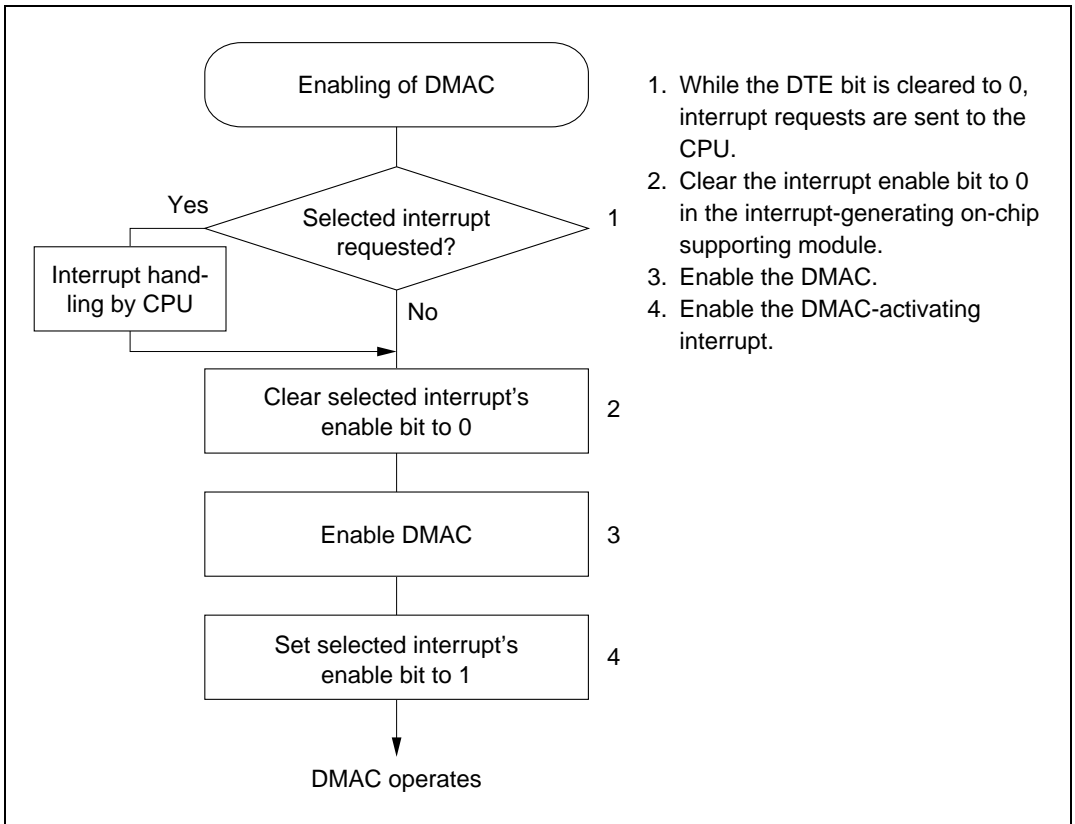 Enabling of DMAC
Yes
Selected interrupt
requested?
1
Interrupt hand-
ling by CPU
No
Clear selected interrupt's
enable bit to 0
2
Enable DMAC
3
Set selected interrupt's
enable bit to 1
4
DMAC operates
1. While the DTE bit is cleared to 0,
interrupt requests are sent to the
CPU.
2. Clear the interrupt enable bit to 0
in the interrupt-generating on-chip
supporting module.
3. Enable the DMAC.
4. Enable the DMAC-activating
interrupt.